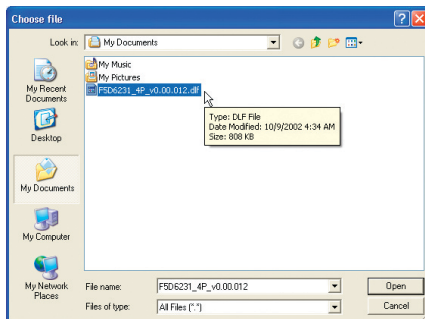 Choose file
Look in:
My Documents
My Recent
Documents
Desktop
My Documents
My Computer
My Network
Places
My Music
My Pictures
F5D6231_4P_v0.00.012.dlf
Type: DLF File
Date Modified: 10/9/2002 4:34 AM
Size: 808 KB
File name:
F5D6231_4P_v0.00.012
Open
Files of type:
All Files (*.*)
Cancel